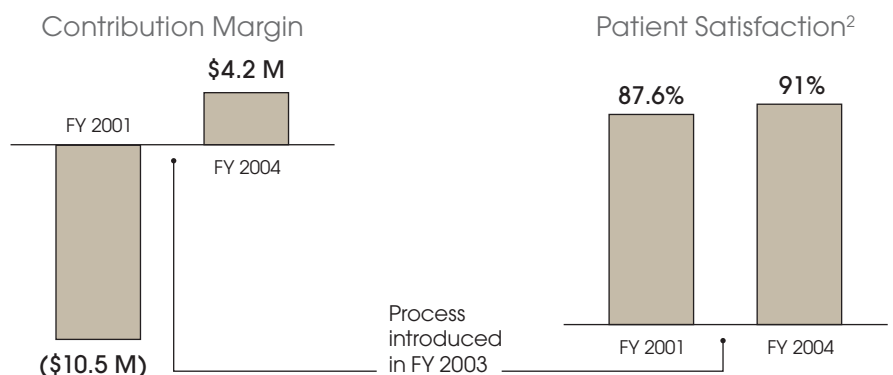 Contribution Margin
$4.2 M
FY 2001
FY 2004
($10.5 M)
Process
introduced
in FY 2003
Patient Satisfaction²
87.6%
91%
FY 2001
FY 2004